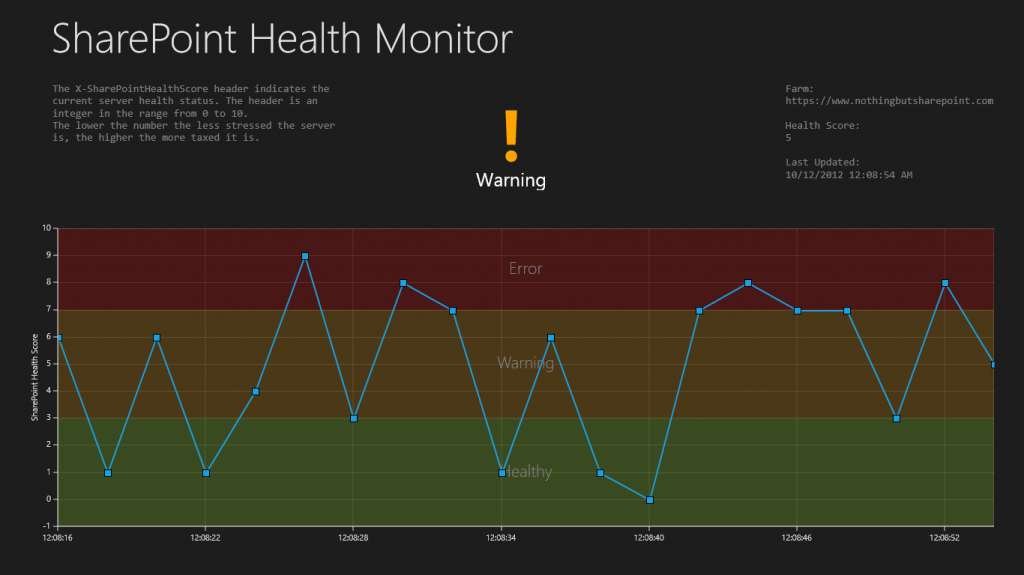 SharePoint Health Monitor
The X-SharePointHealthScore header indicates the
current server health status. The header is an
integer in the range from 0 to 10.
The lower the number the less stressed the server
is, the higher the more taxed it is.
Warning
Farm:
https://www.nothingbutsharepoint.com
Health Score:
5
Last Updated:
10/12/2012 12:08:54 AM
SharePoint Health Score
10
9
8
7
6
5
4
3
2
1
0
-1
Error
Warning
Healthy
12:08:16
12:08:22
12:08:28
12:08:34
12:08:40
12:08:46
12:08:52